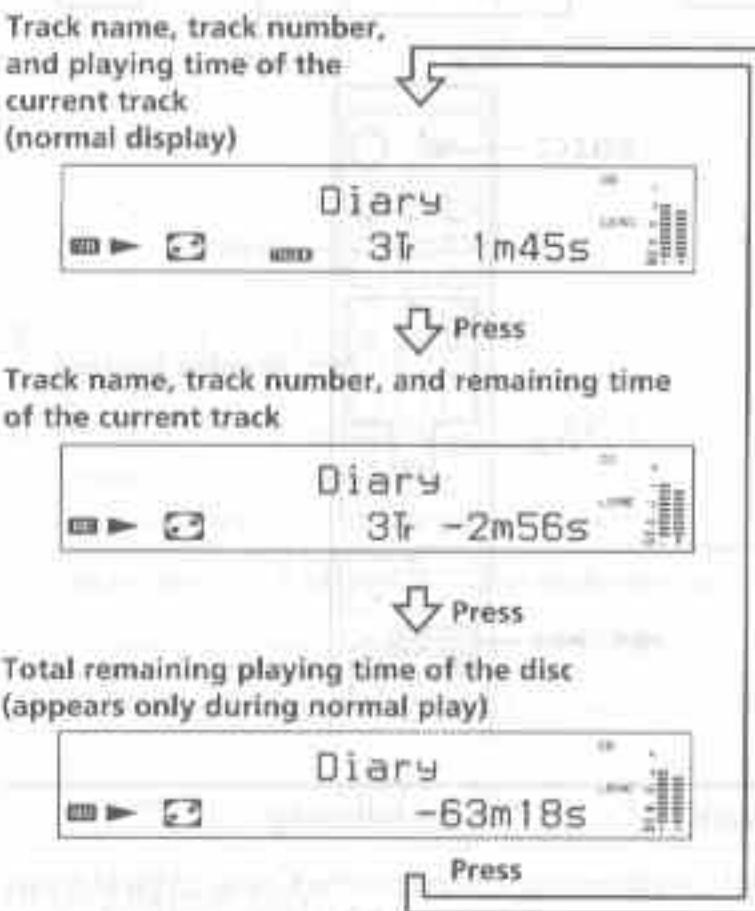 Track name, track number,
and playing time of the
current track
(normal display)
Diary
3Tr 1m45s
Press
Track name, track number, and remaining time
of the current track
Diary
3Tr -2m56s
Press
Total remaining playing time of the disc
(appears only during normal play)
Diary
-63m18s
Press